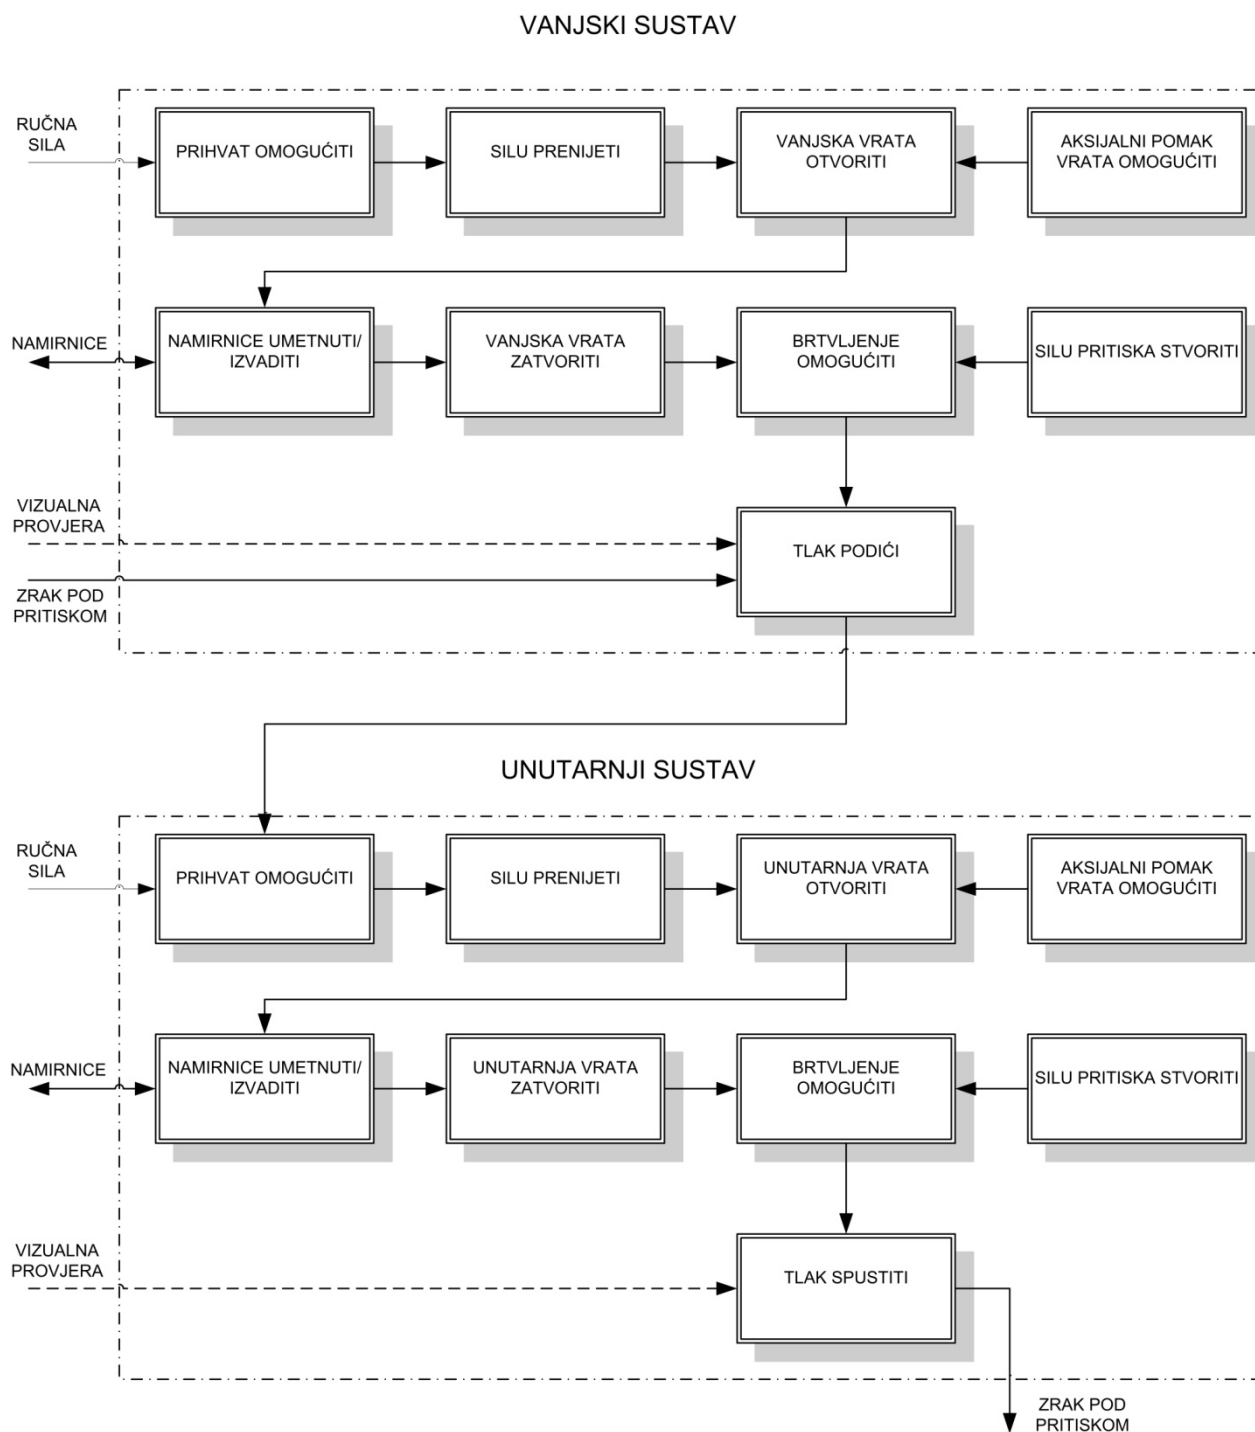 VANJSKI SUSTAV
RUČNA
SILA
PRIHVAT OMOGUĆITI
SILU PRENIJETI
VANJSKA VRATA
OTVORITI
AKSIJALNI POMAK
VRATA OMOGUĆITI
NAMIRNICE
NAMIRNICE UMETNUTI/
IZVADITI
VANJSKA VRATA
ZATVORITI
BRTVLJENJE
OMOGUĆITI
SILU PRITISKA STVORITI
VIZUALNA
PROVJERA
TLAK PODIĆI
ZRAK POD
PRITISKOM
UNUTARNJI SUSTAV
RUČNA
SILA
PRIHVAT OMOGUĆITI
SILU PRENIJETI
UNUTARNJA VRATA
OTVORITI
AKSIJALNI POMAK
VRATA OMOGUĆITI
NAMIRNICE
NAMIRNICE UMETNUTI/
IZVADITI
UNUTARNJA VRATA
ZATVORITI
BRTVLJENJE
OMOGUĆITI
SILU PRITISKA STVORITI
VIZUALNA
PROVJERA
TLAK SPUSTITI
ZRAK POD
PRITISKOM